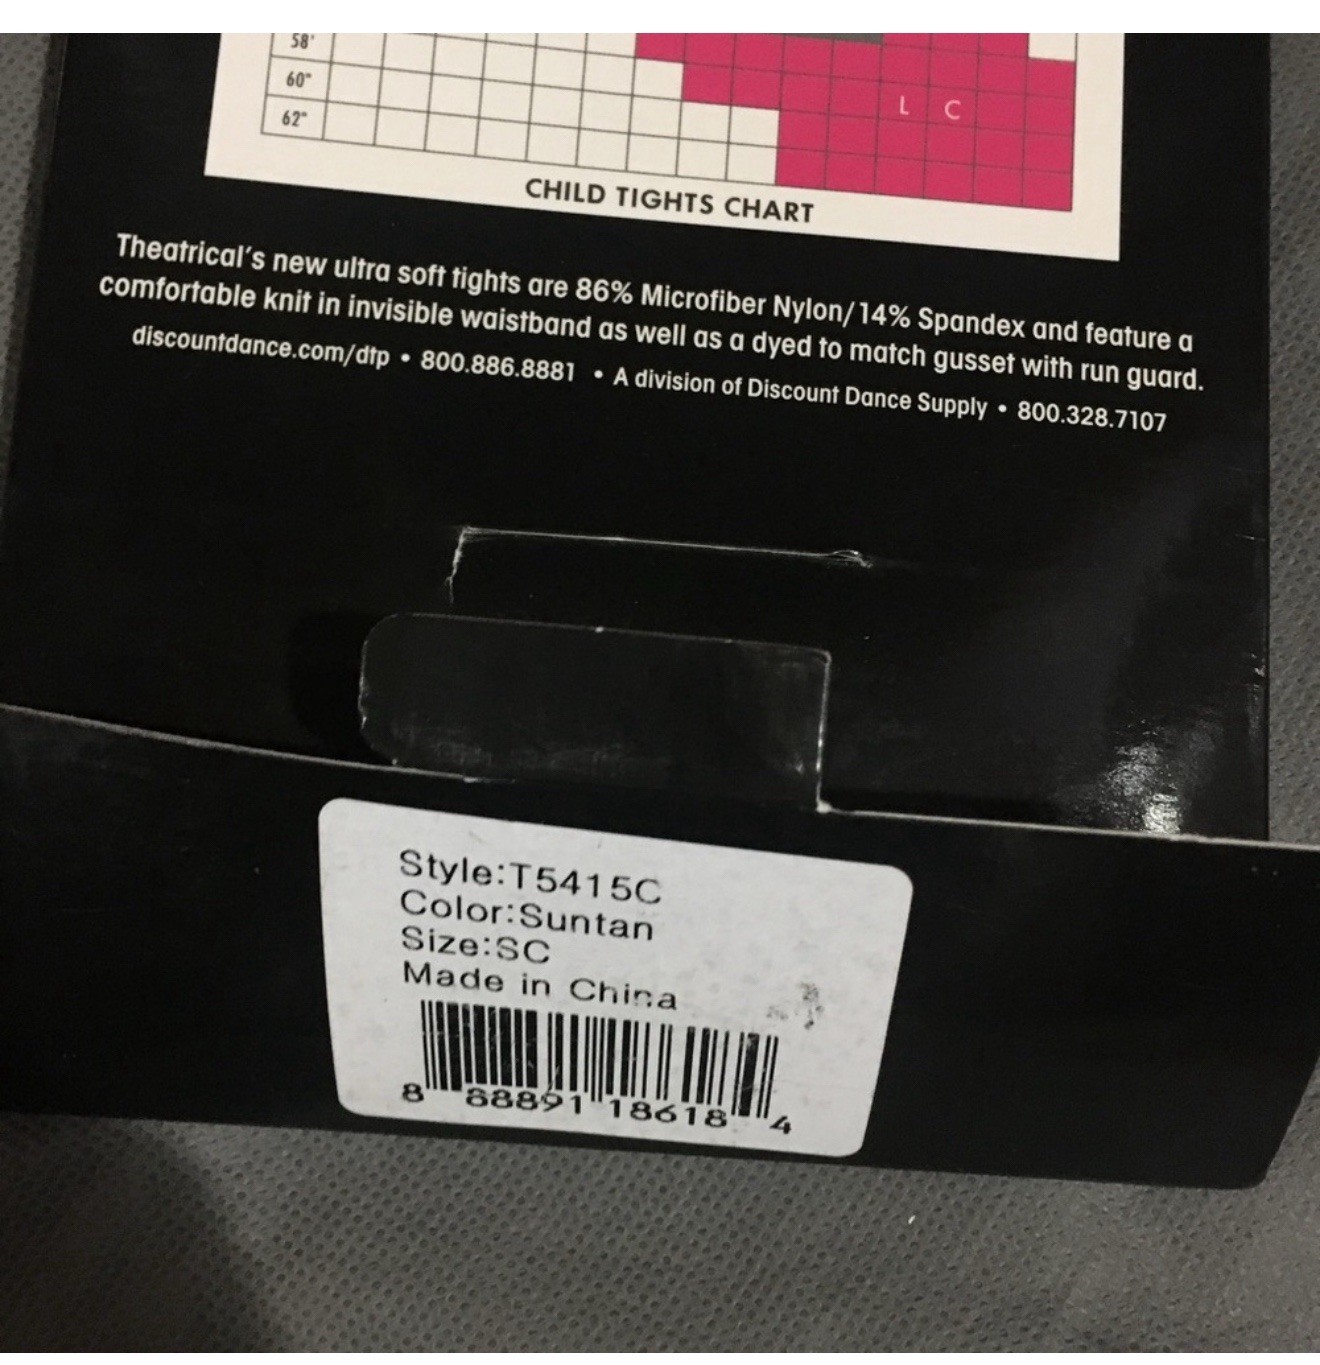 58"
60"
L C
62"
CHILD TIGHTS CHART
Theatrical's new ultra soft tights are 86% Microfiber Nylon/14% Spandex and feature a
comfortable knit in invisible waistband as well as a dyed to match gusset with run guard.
discountdance.com/dtp • 800.886.8881 • A division of Discount Dance Supply • 800.328.7107
Style:T5415C
Color:Suntan
Size:SC
Made in China
8 88891 18618 4